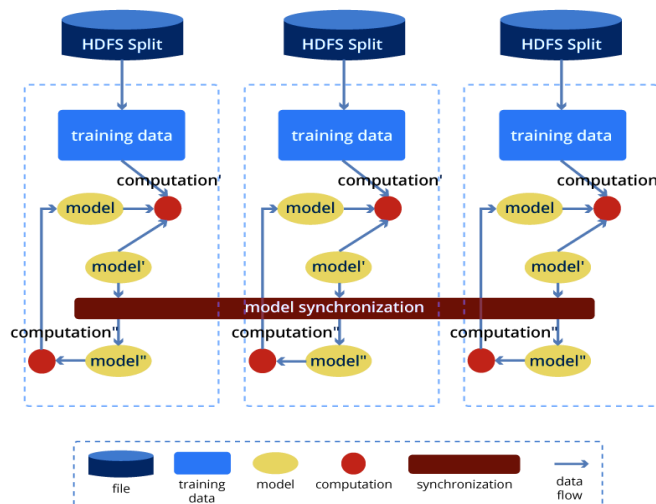 HDFS Split HDFS Split HDFS Split
training data training data training data
computation' computation' computation'
model model model
model' model' model'
model synchronization
computation" computation" computation"
model" model" model"
file training data model computation synchronization data flow